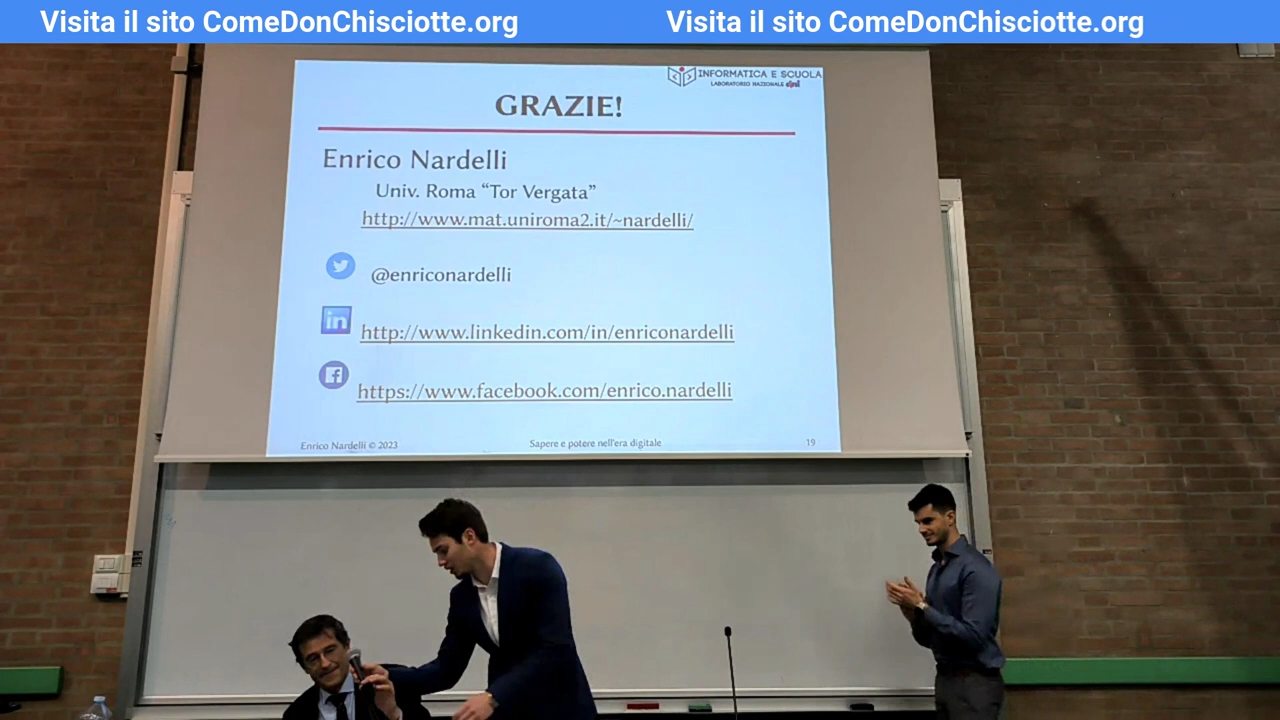 Visita il sito ComeDonChisciotte.org Visita il sito ComeDonChisciotte.org
INFORMATICA E SCUOLA
LABORATORIO NAZIONALE cini
GRAZIE!
Enrico Nardelli
Univ. Roma “Tor Vergata”
http://www.mat.uniroma2.it/~nardelli/
@enriconardelli
in http://www.linkedin.com/in/enriconardelli
f https://www.facebook.com/enrico.nardelli
Enrico Nardelli © 2023 Sapere e potere nell'era digitale 19